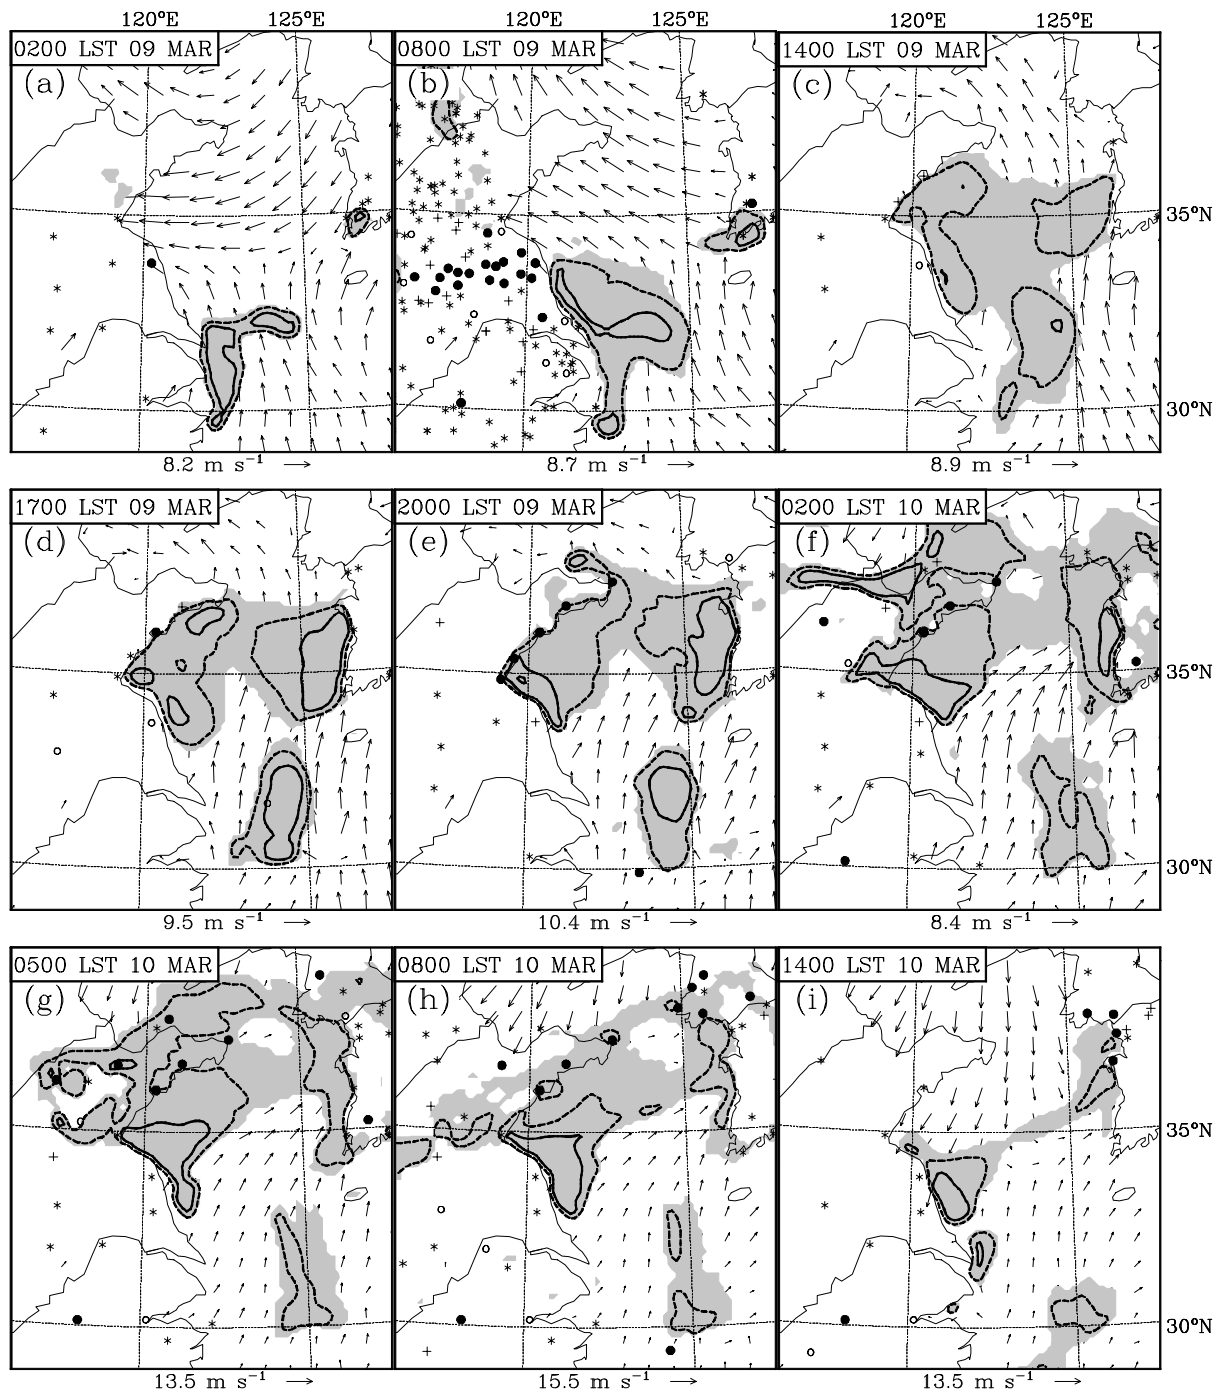 120°E 125°E 120°E 125°E 120°E 125°E
0200 LST 09 MAR 0800 LST 09 MAR 1400 LST 09 MAR
(a) (b) (c)
35°N
30°N
8.2 m s⁻¹ 8.7 m s⁻¹ 8.9 m s⁻¹
1700 LST 09 MAR 2000 LST 09 MAR 0200 LST 10 MAR
(d) (e) (f)
35°N
30°N
9.5 m s⁻¹ 10.4 m s⁻¹ 8.4 m s⁻¹
0500 LST 10 MAR 0800 LST 10 MAR 1400 LST 10 MAR
(g) (h) (i)
35°N
30°N
13.5 m s⁻¹ 15.5 m s⁻¹ 13.5 m s⁻¹